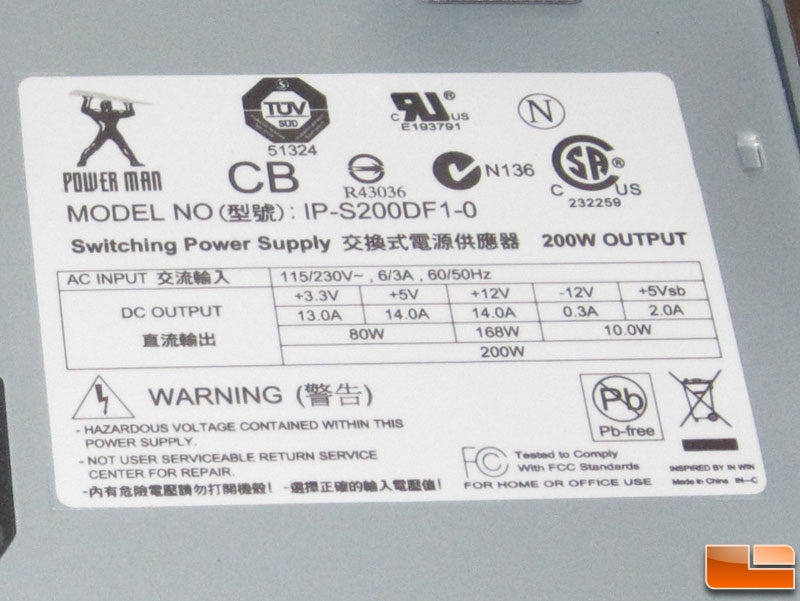 POWER MAN
TÜV
SÜD
51324
c RU ® US
E193791
N
CB
R43036
N136
C SA ® US
232259
MODEL NO (型號): IP-S200DF1-0
Switching Power Supply 交換式電源供應器 200W OUTPUT
AC INPUT 交流輸入 115/230V~ , 6/3A , 60/50Hz
DC OUTPUT 直流輸出
+3.3V +5V +12V -12V +5Vsb
13.0A 14.0A 14.0A 0.3A 2.0A
80W 168W 10.0W
200W
WARNING (警告)
- HAZARDOUS VOLTAGE CONTAINED WITHIN THIS
POWER SUPPLY.
- NOT USER SERVICEABLE RETURN SERVICE
CENTER FOR REPAIR.
-內有危險電壓請勿打開機殼! -選擇正確的輸入電壓值!
Pb
Pb-free
FC Tested to Comply
With FCC Standards
FOR HOME OR OFFICE USE
INSPIRED BY IN WIN
Made in China IN-C